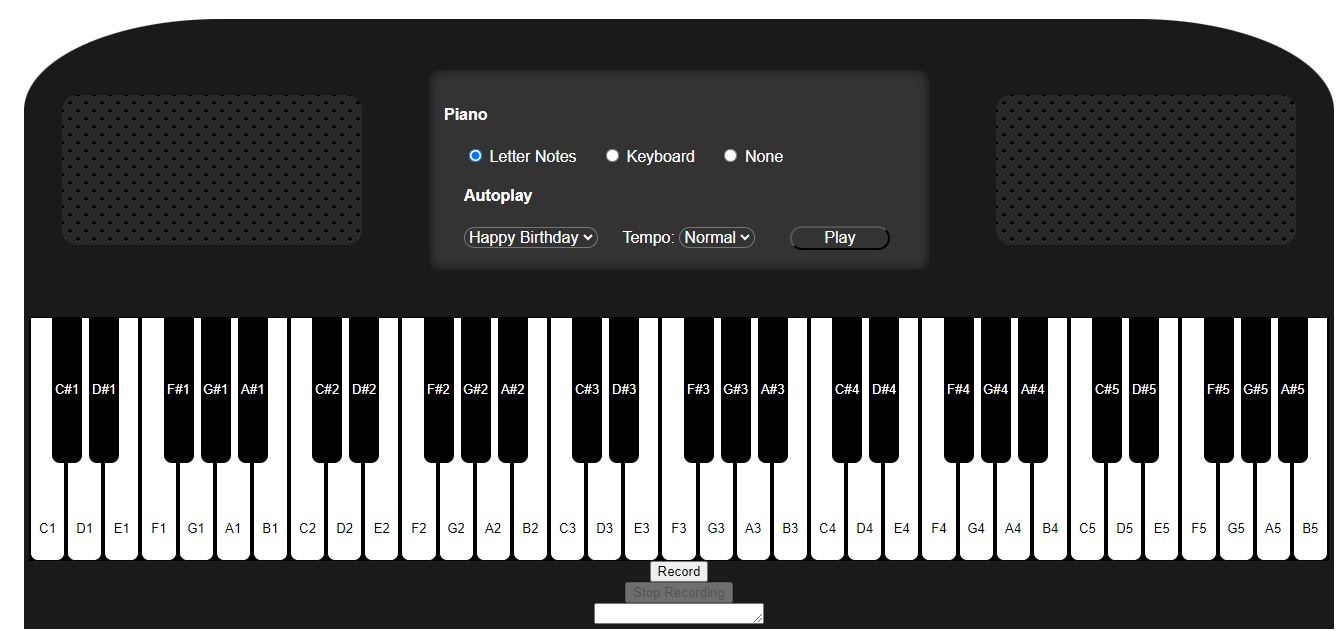 Piano
Letter Notes Keyboard None
Autoplay
Happy Birthday Tempo: Normal Play
C#1 D#1 F#1 G#1 A#1 C#2 D#2 F#2 G#2 A#2 C#3 D#3 F#3 G#3 A#3 C#4 D#4 F#4 G#4 A#4 C#5 D#5 F#5 G#5 A#5
C1 D1 E1 F1 G1 A1 B1 C2 D2 E2 F2 G2 A2 B2 C3 D3 E3 F3 G3 A3 B3 C4 D4 E4 F4 G4 A4 B4 C5 D5 E5 F5 G5 A5 B5
Record
Stop Recording